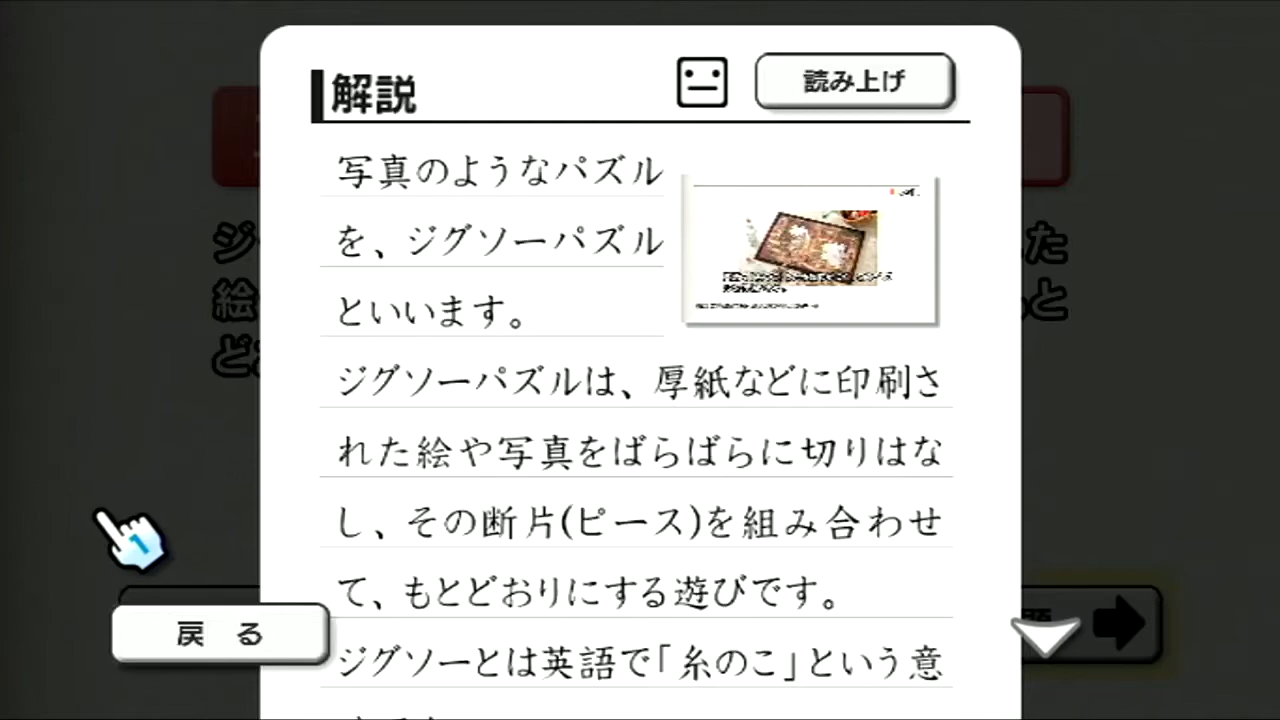 解説
読み上げ
写真のようなパズル
を、ジグソーパズル
といいます。
ジグソーパズルは、厚紙などに印刷さ
れた絵や写真をばらばらに切りはな
し、その断片(ピース)を組み合わせ
て、もとどおりにする遊びです。
ジグソーとは英語で「糸のこ」という意
戻る
1